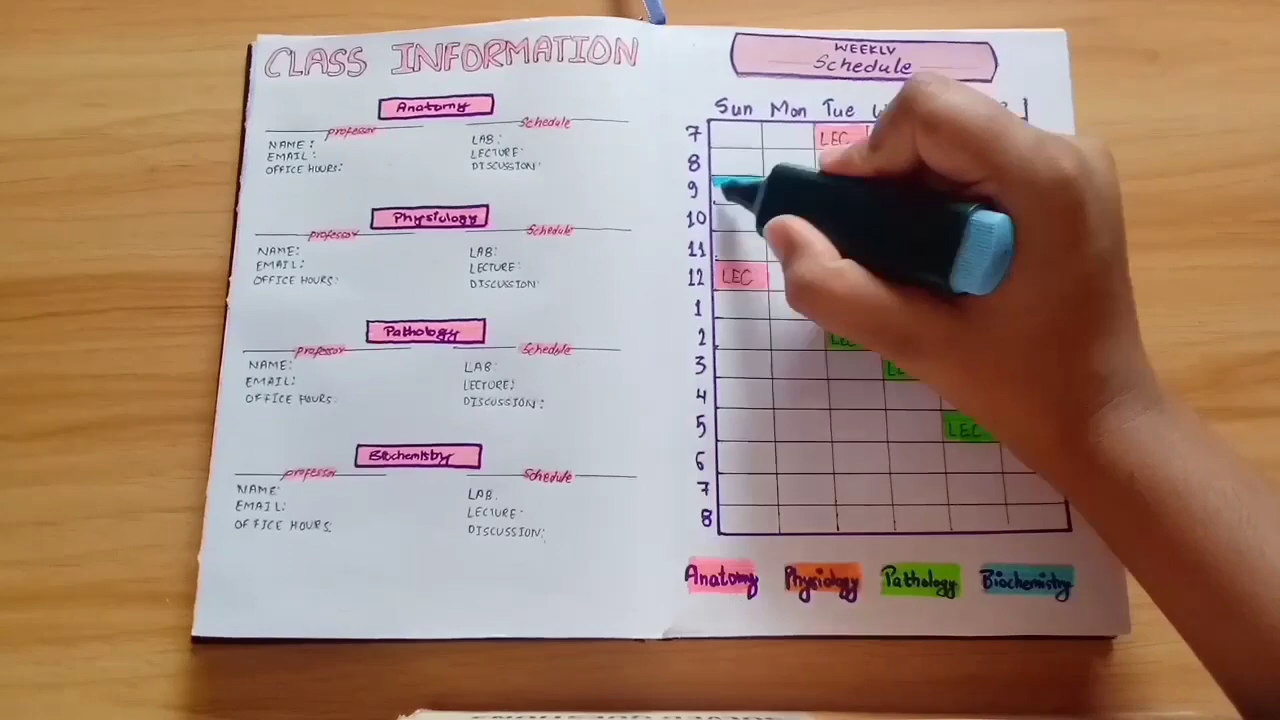 CLASS INFORMATION
Anatomy
professor
Schedule
NAME:
EMAIL:
OFFICE HOURS:
LAB:
LECTURE:
DISCUSSION:
Physiology
professor
Schedule
NAME:
EMAIL:
OFFICE HOURS:
LAB:
LECTURE:
DISCUSSION:
Pathology
professor
Schedule
NAME:
EMAIL:
OFFICE HOURS:
LAB:
LECTURE:
DISCUSSION:
Biochemistry
professor
Schedule
NAME:
EMAIL:
OFFICE HOURS:
LAB:
LECTURE:
DISCUSSION:
WEEKLY
Schedule
Sun Mon Tue
7 LEC
8
9
10
11
12 LEC
1
2
3
4
5 LEC
6
7
8
Anatomy Physiology Pathology Biochemistry